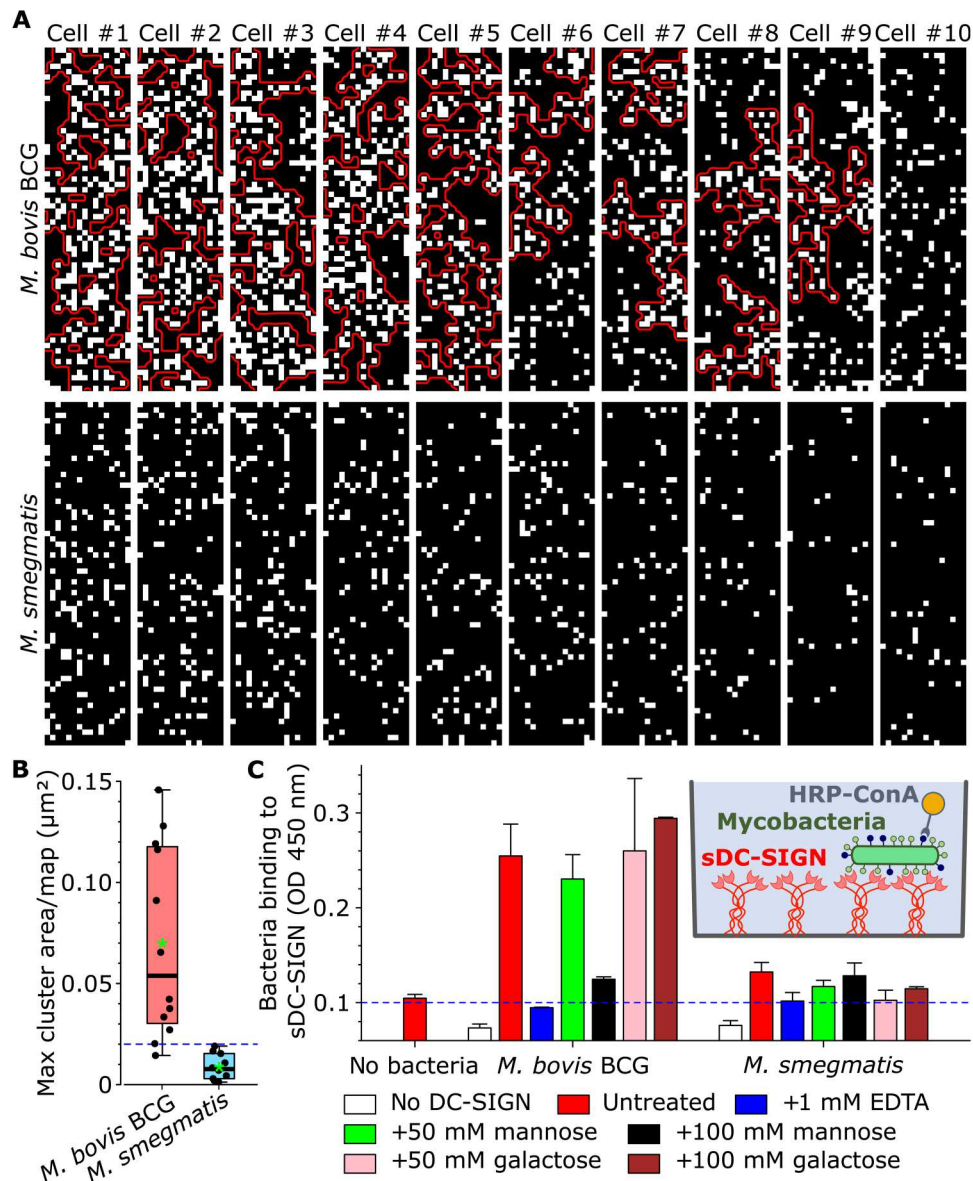 A
Cell #1 Cell #2 Cell #3 Cell #4 Cell #5 Cell #6 Cell #7 Cell #8 Cell #9 Cell #10
M. bovis BCG
M. smegmatis
B
Max cluster area/map (µm²)
0.15
0.10
0.05
0
M. bovis BCG
M. smegmatis
C
Bacteria binding to
sDC-SIGN (OD 450 nm)
0.3
0.2
0.1
HRP-ConA
Mycobacteria
sDC-SIGN
No bacteria M. bovis BCG M. smegmatis
No DC-SIGN Untreated +1 mM EDTA
+50 mM mannose +100 mM mannose
+50 mM galactose +100 mM galactose